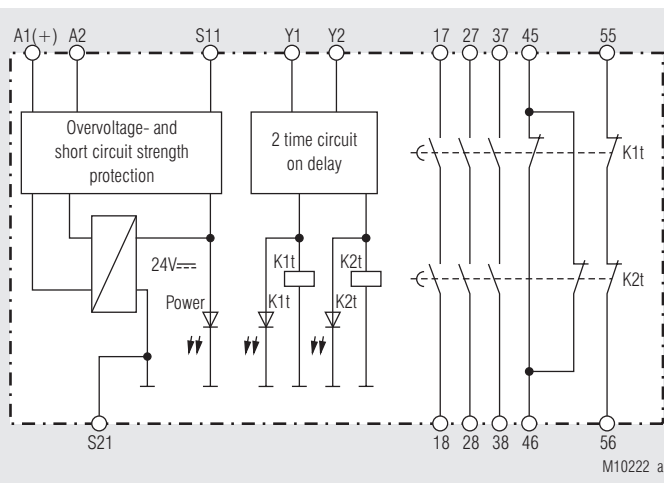 A1(+) A2 S11 Y1 Y2 17 27 37 45 55
Overvoltage- and
short circuit strength
protection
2 time circuit
on delay
K1t
24V
K1t K2t
K2t
Power K1t K2t
S21 18 28 38 46 56
M10222 a